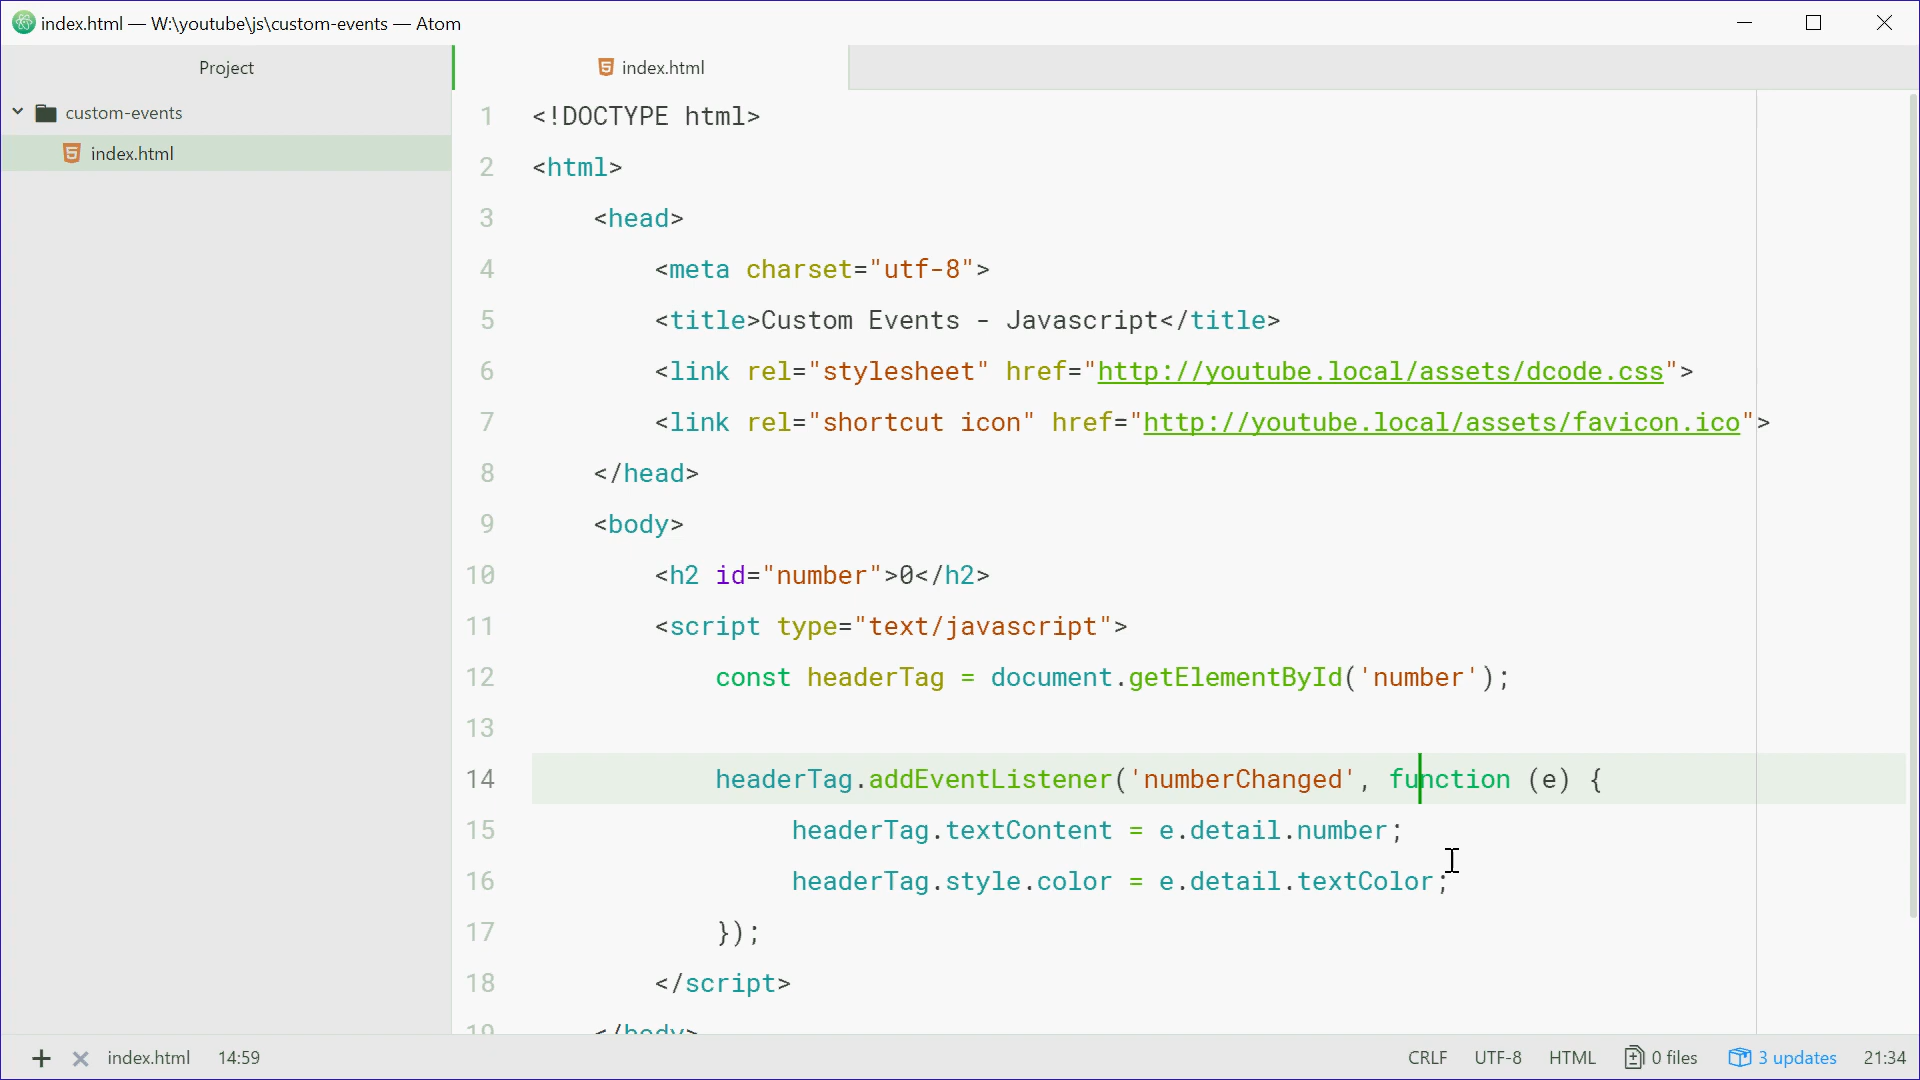 index.html — W:\youtube\js\custom-events — Atom
Project
index.html
custom-events
index.html
1 <!DOCTYPE html>
2 <html>
3 <head>
4 <meta charset="utf-8">
5 <title>Custom Events - Javascript</title>
6 <link rel="stylesheet" href="http://youtube.local/assets/dcode.css">
7 <link rel="shortcut icon" href="http://youtube.local/assets/favicon.ico">
8 </head>
9 <body>
10 <h2 id="number">0</h2>
11 <script type="text/javascript">
12 const headerTag = document.getElementById('number');
13
14 headerTag.addEventListener('numberChanged', function (e) {
15 headerTag.textContent = e.detail.number;
16 headerTag.style.color = e.detail.textColor;
17 });
18 </script>
19 </body>
index.html 14:59 CRLF UTF-8 HTML 0 files 3 updates 21:34